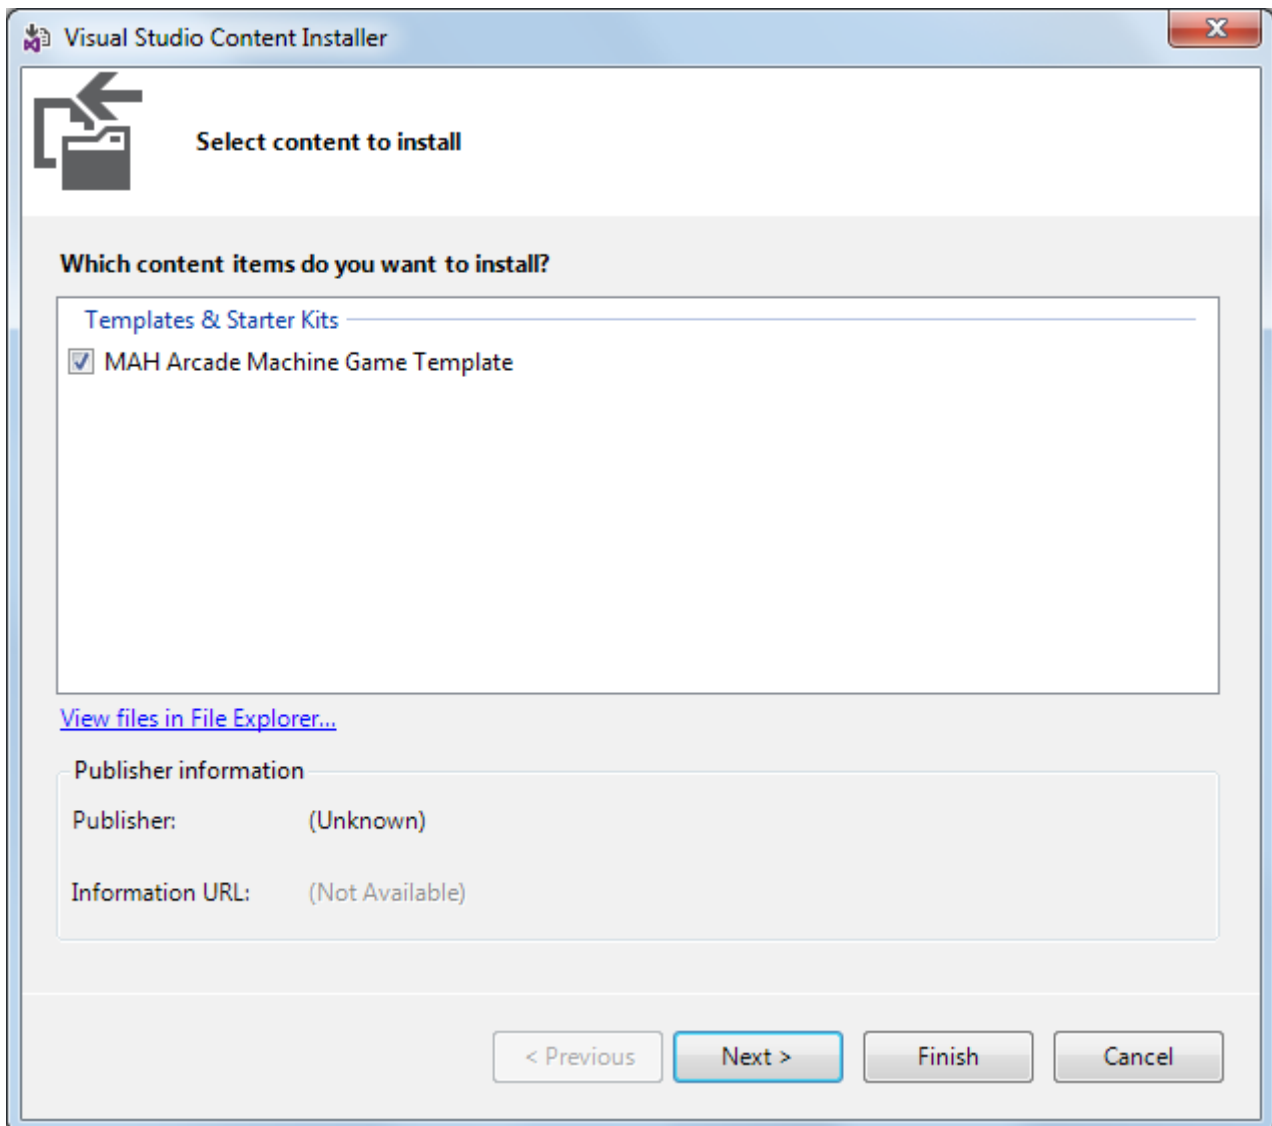 Visual Studio Content Installer
Select content to install
Which content items do you want to install?
Templates & Starter Kits
MAH Arcade Machine Game Template
View files in File Explorer...
Publisher information
Publisher: (Unknown)
Information URL: (Not Available)
< Previous Next > Finish Cancel